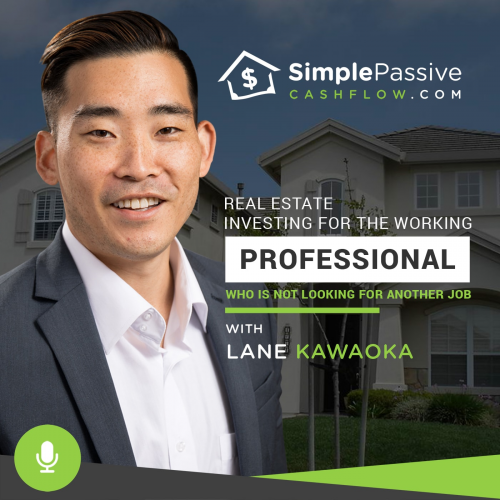 SimplePassive
CASHFLOW.COM
REAL ESTATE
INVESTING FOR THE WORKING
PROFESSIONAL
WHO IS NOT LOOKING FOR ANOTHER JOB
WITH
LANE KAWAOKA